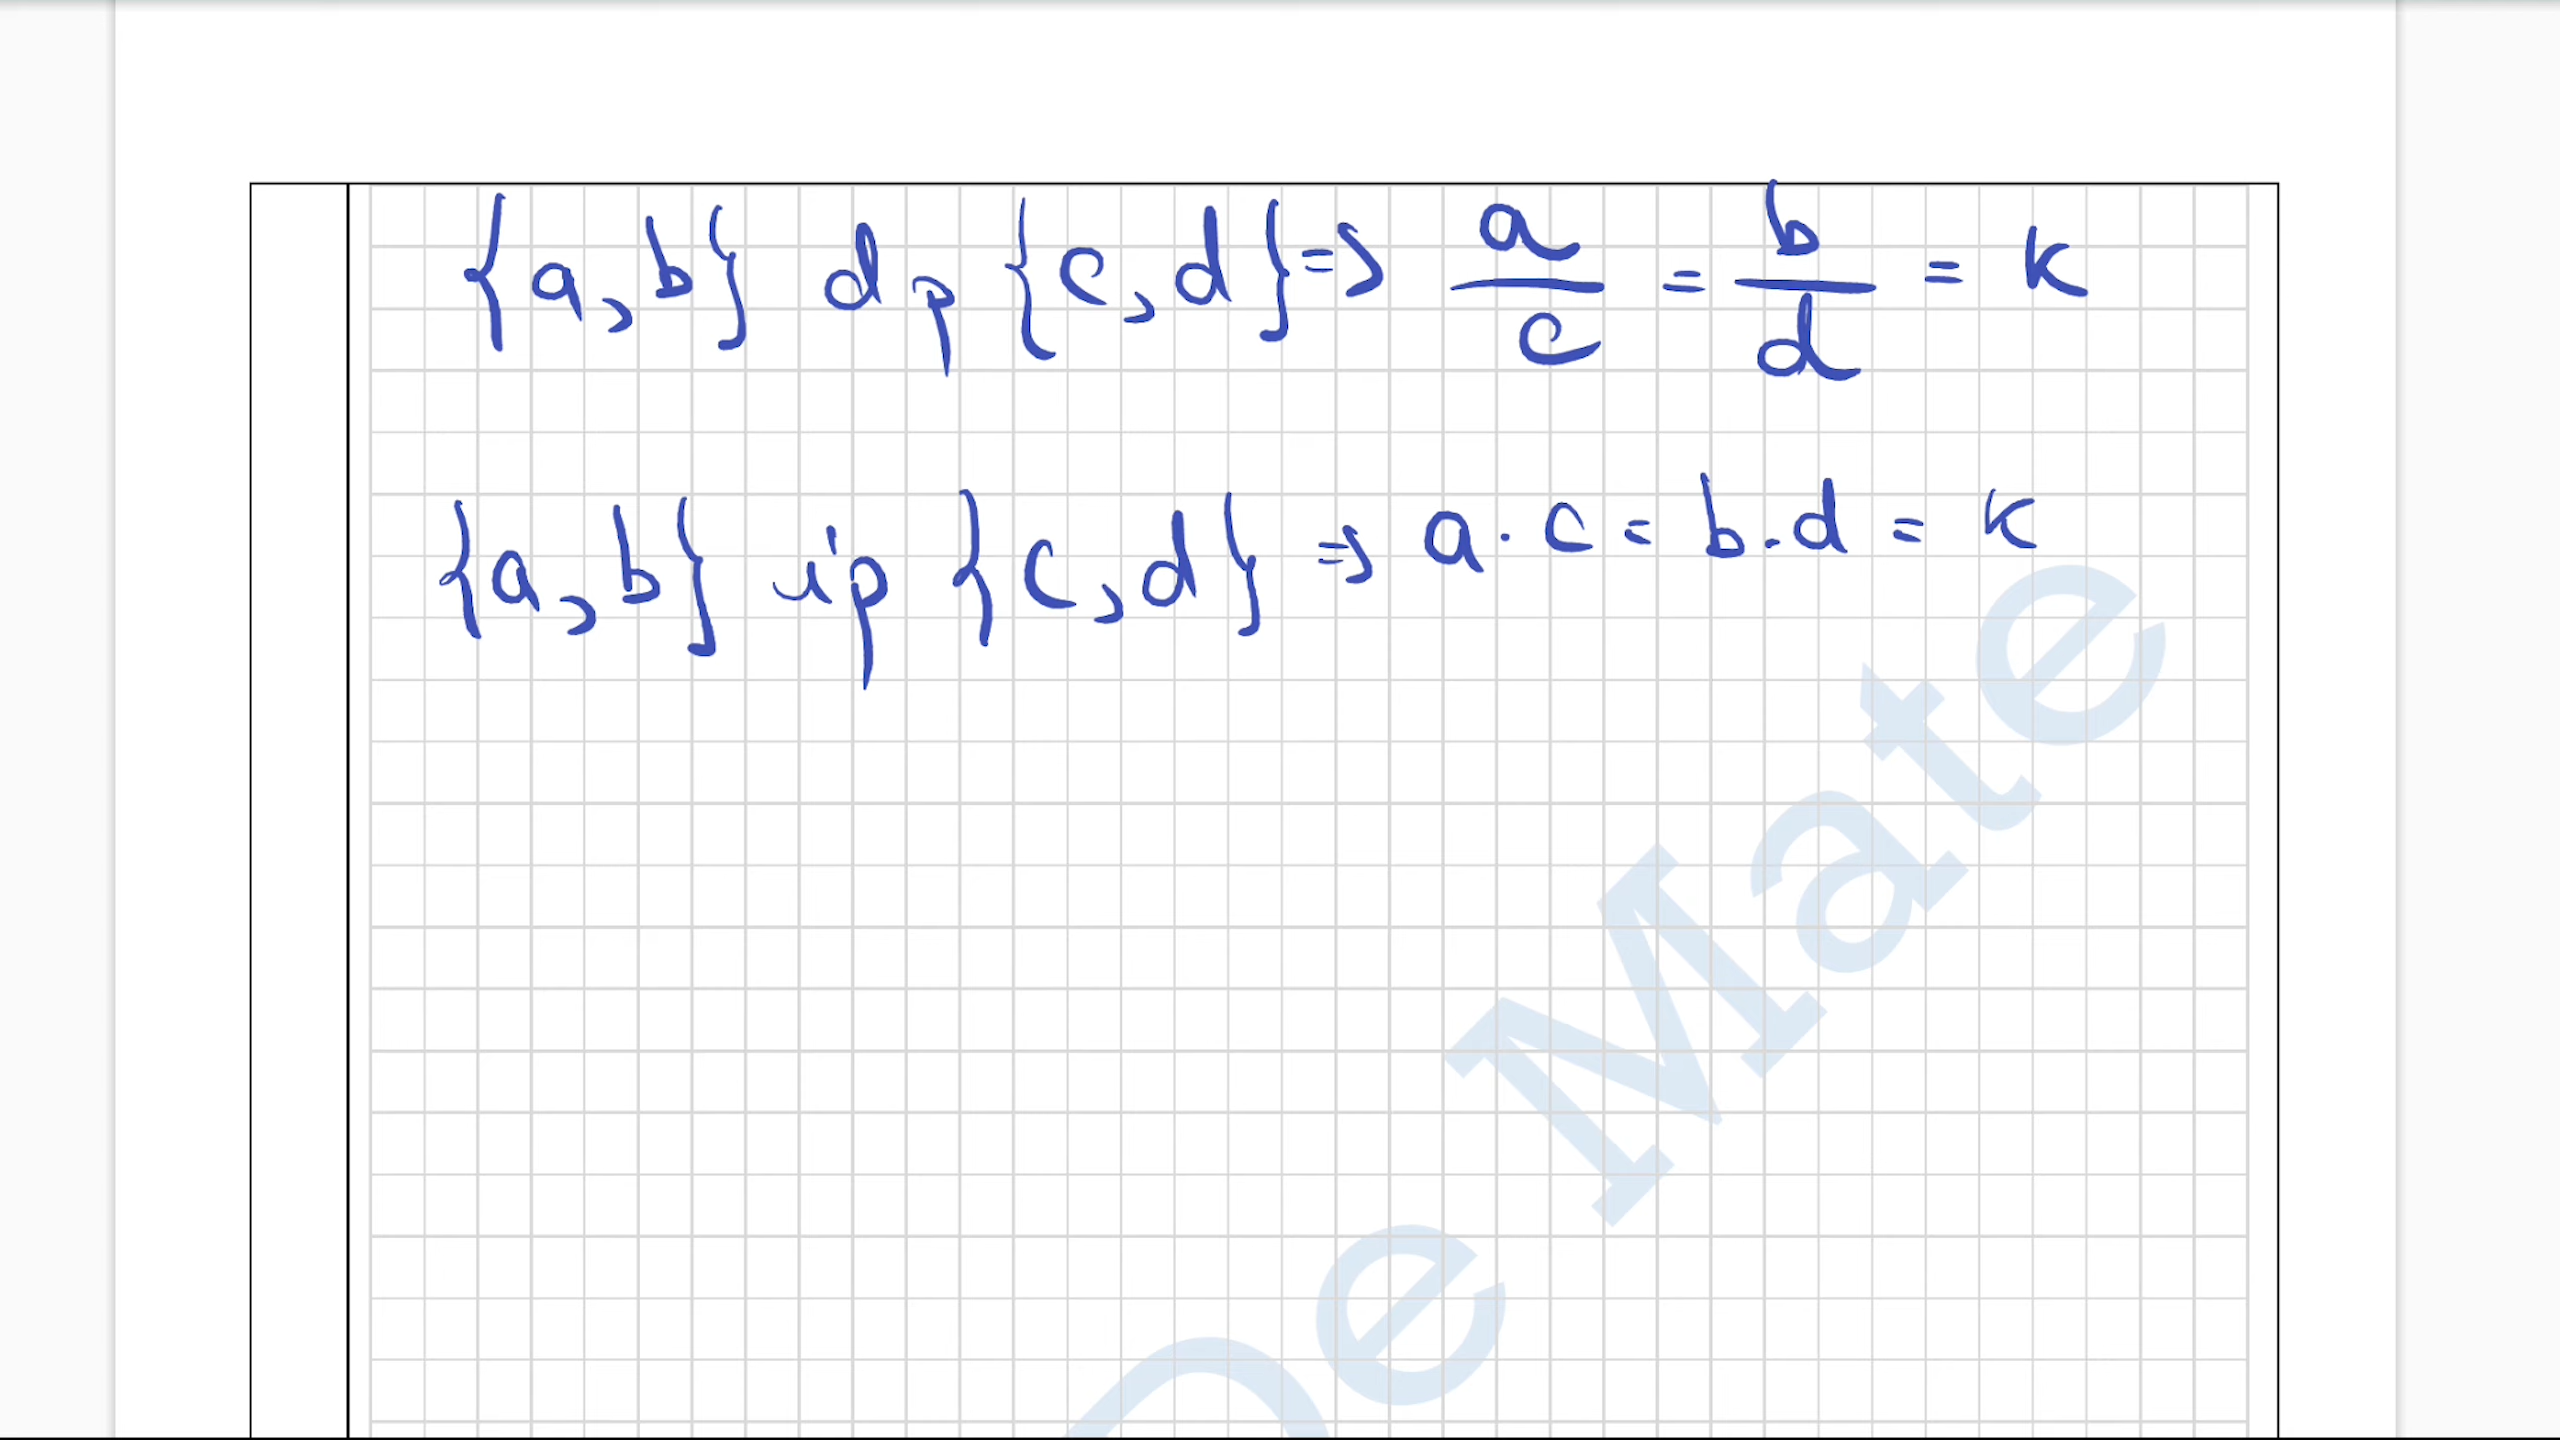 {a, b} dp {c, d} => a/c = b/d = k
{a, b} ip {c, d} => a · c = b · d = k
De Mate